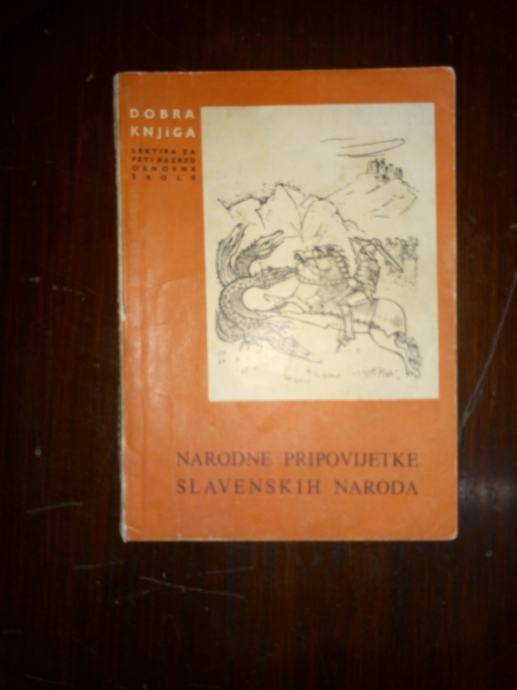 DOBRA
KNJiGA
LEKTIRA ZA
PETI RAZRED
OSNOVNE
ŠKOLE
NARODNE PRIPOVIJETKE
SLAVENSKIH NARODA